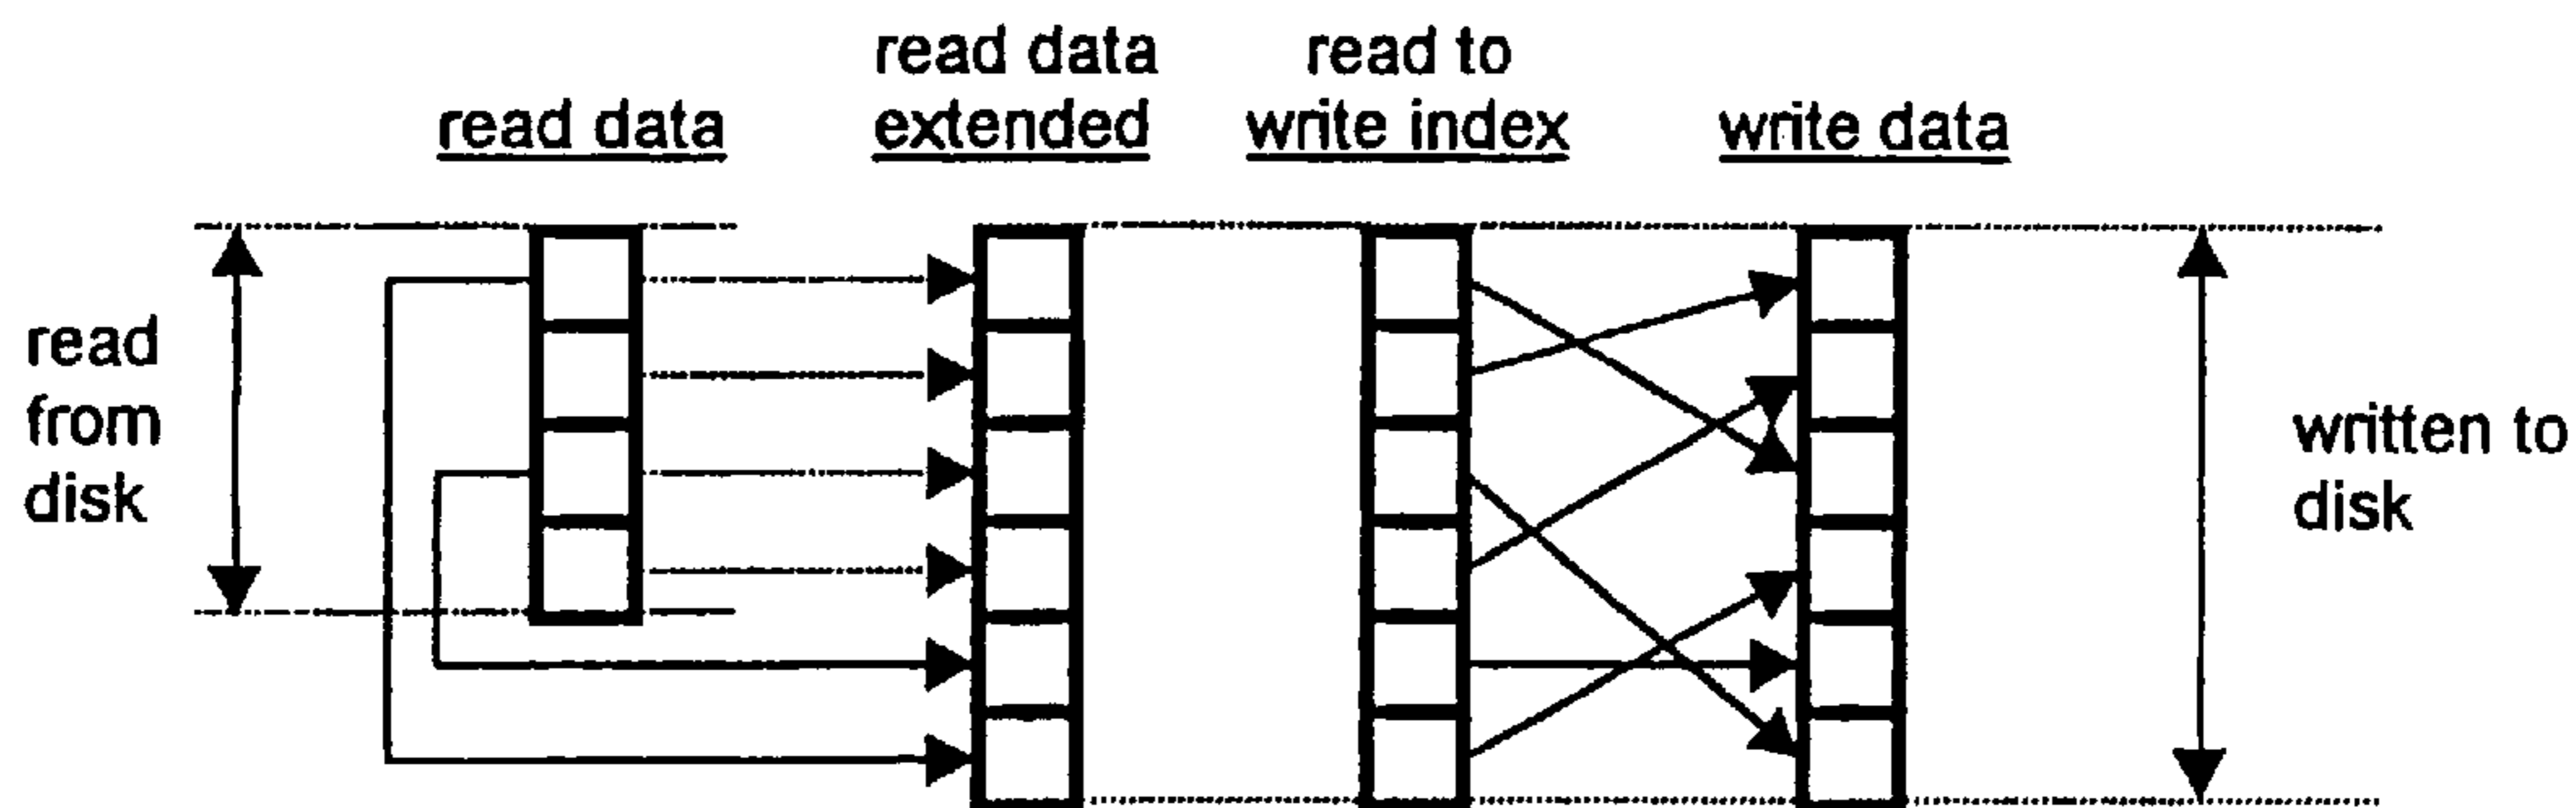 read data
read data
extended
read to
write index
write data
read
from
disk
written to
disk